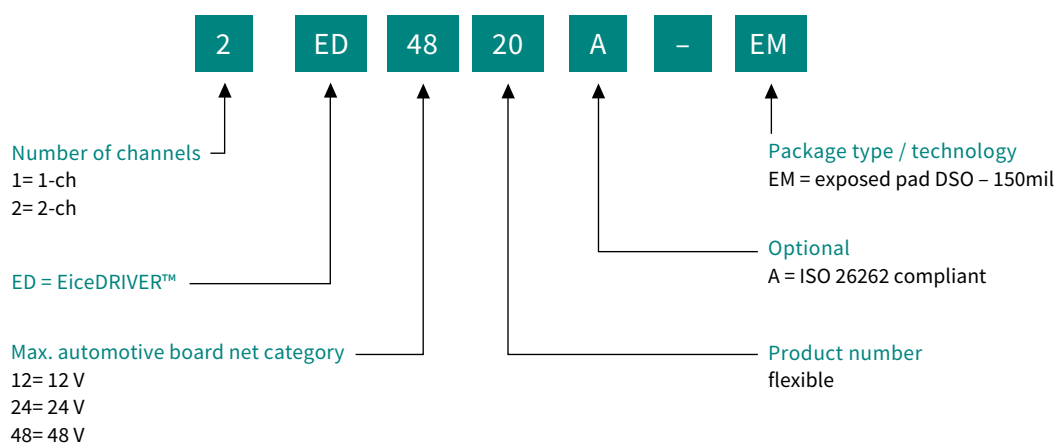 2 ED 48 20 A – EM
Number of channels
1= 1-ch
2= 2-ch
ED = EiceDRIVER™
Max. automotive board net category
12= 12 V
24= 24 V
48= 48 V
Package type / technology
EM = exposed pad DSO – 150mil
Optional
A = ISO 26262 compliant
Product number
flexible